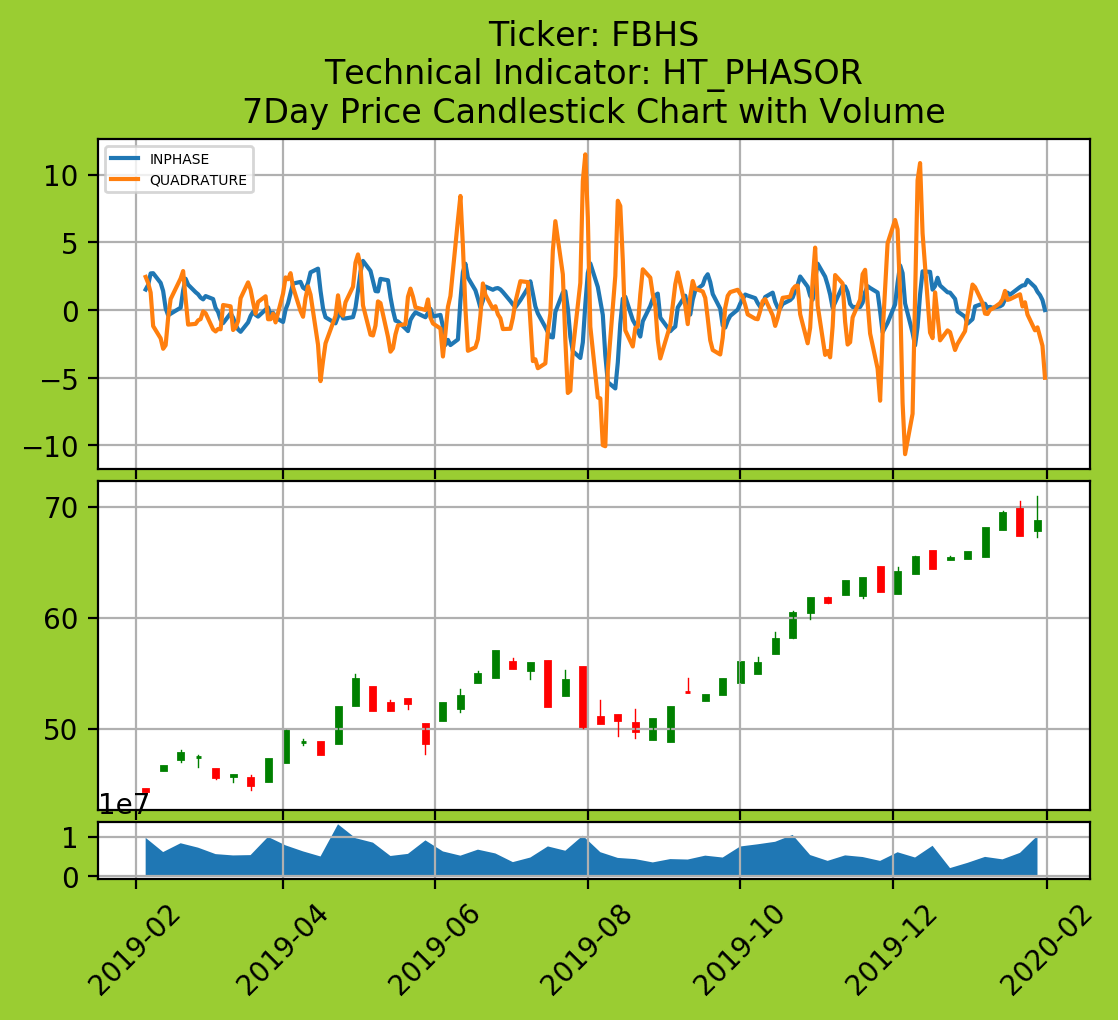 Ticker: FBHS
Technical Indicator: HT_PHASOR
7Day Price Candlestick Chart with Volume
INPHASE
QUADRATURE
10
5
0
−5
−10
70
60
50
1e7
1
0
2019-02
2019-04
2019-06
2019-08
2019-10
2019-12
2020-02